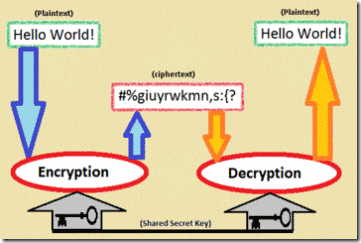 (Plaintext)
Hello World!
(Plaintext)
Hello World!
(ciphertext)
#%giuyrwkmn,s:{?
Encryption
Decryption
(Shared Secret Key)